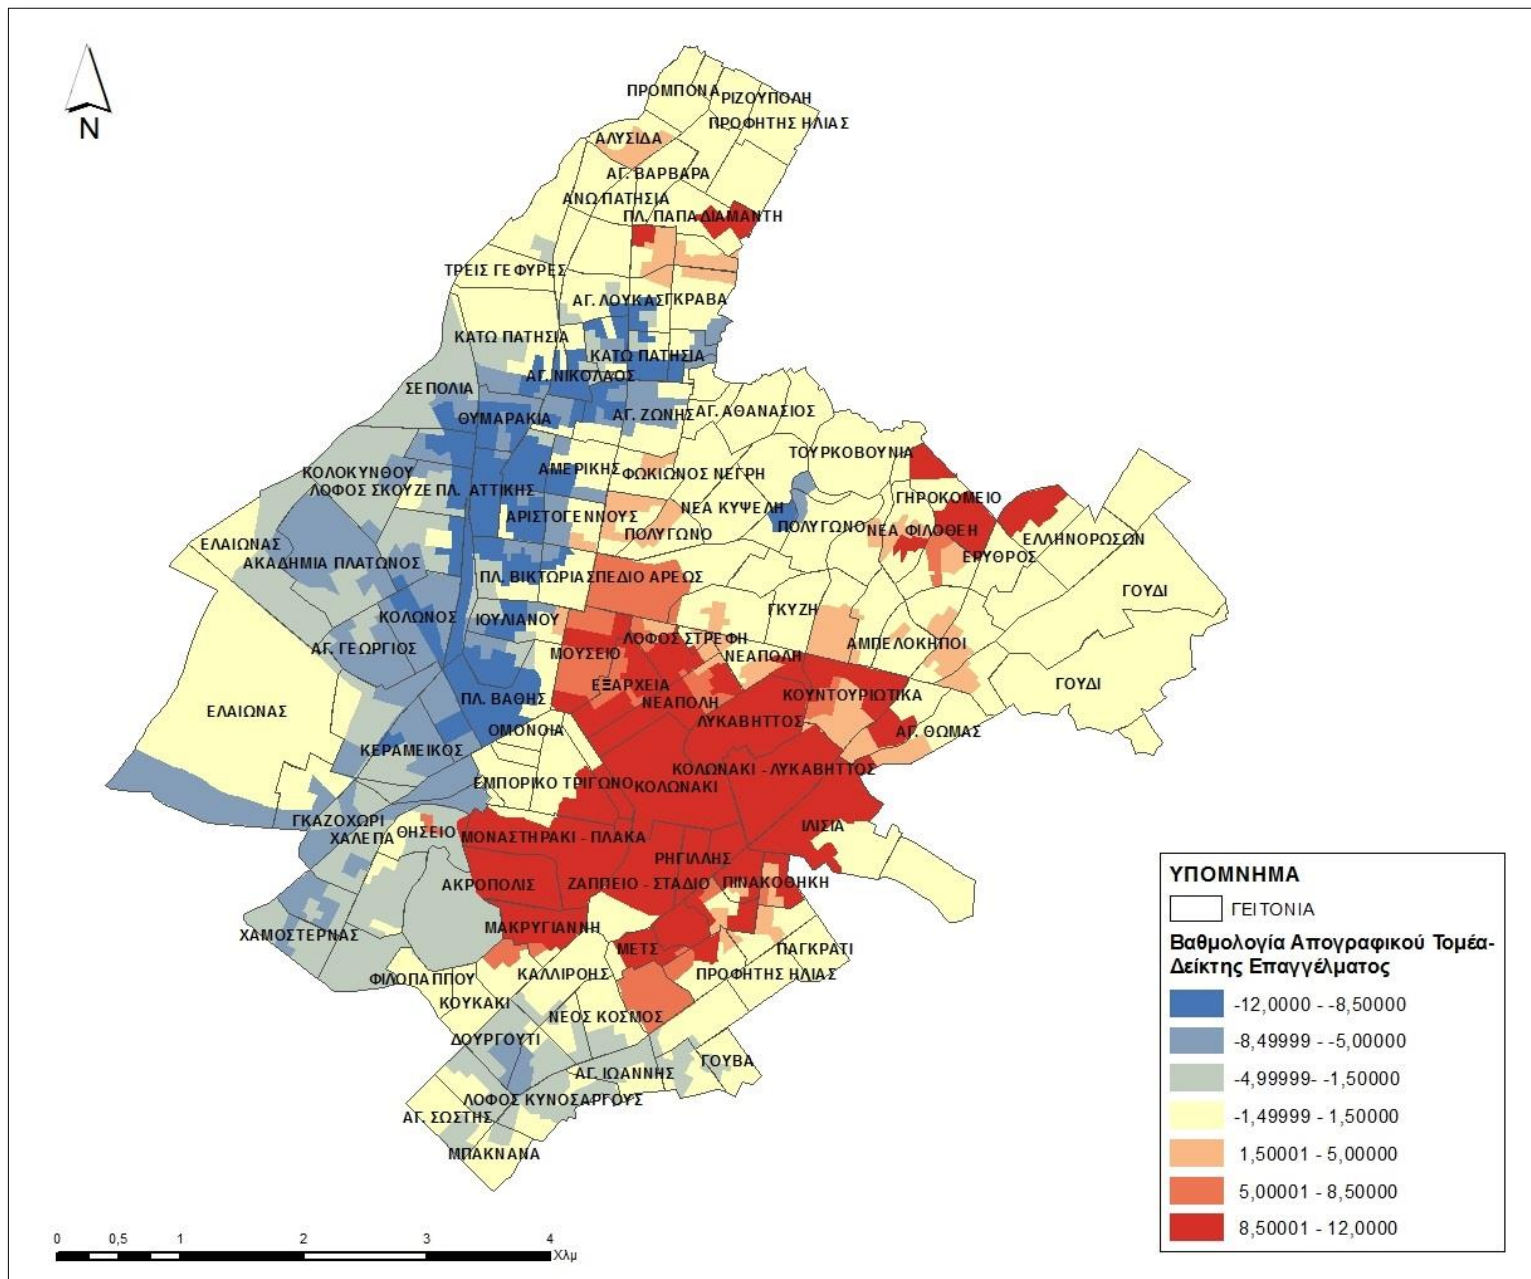 N
ΠΡΟΜΠΟΝΑ
ΡΙΖΟΥΠΟΛΗ
ΠΡΟΦΗΤΗΣ ΗΛΙΑΣ
ΑΛΥΣΙΔΑ
ΑΓ. ΒΑΡΒΑΡΑ
ΑΝΩ ΠΑΤΗΣΙΑ
ΠΛ. ΠΑΠΑΔΙΑΜΑΝΤΗ
ΤΡΕΙΣ ΓΕΦΥΡΕΣ
ΑΓ. ΛΟΥΚΑΣ
ΓΚΡΑΒΑ
ΚΑΤΩ ΠΑΤΗΣΙΑ
ΚΑΤΩ ΠΑΤΗΣΙΑ
ΑΓ. ΝΙΚΟΛΑΟΣ
ΣΕΠΟΛΙΑ
ΘΥΜΑΡΑΚΙΑ
ΑΓ. ΖΩΝΗΣ
ΑΓ. ΑΘΑΝΑΣΙΟΣ
ΤΟΥΡΚΟΒΟΥΝΙΑ
ΚΟΛΟΚΥΝΘΟΥ
ΑΜΕΡΙΚΗΣ
ΦΩΚΙΩΝΟΣ ΝΕΓΡΗ
ΛΟΦΟΣ ΣΚΟΥΖΕ
ΠΛ. ΑΤΤΙΚΗΣ
ΓΗΡΟΚΟΜΕΙΟ
ΑΡΙΣΤΟΓΕΝΝΟΥΣ
ΝΕΑ ΚΥΨΕΛΗ
ΠΟΛΥΓΩΝΟ
ΠΟΛΥΓΩΝΟ
ΝΕΑ ΦΙΛΟΘΕΗ
ΕΛΛΗΝΟΡΩΣΩΝ
ΕΛΑΙΩΝΑΣ
ΕΡΥΘΡΟΣ
ΑΚΑΔΗΜΙΑ ΠΛΑΤΩΝΟΣ
ΠΛ. ΒΙΚΤΩΡΙΑΣ
ΠΕΔΙΟ ΑΡΕΩΣ
ΓΟΥΔΙ
ΚΟΛΩΝΟΣ
ΙΟΥΛΙΑΝΟΥ
ΓΚΥΖΗ
ΛΟΦΟΣ ΣΤΡΕΦΗ
ΑΜΠΕΛΟΚΗΠΟΙ
ΑΓ. ΓΕΩΡΓΙΟΣ
ΜΟΥΣΕΙΟ
ΝΕΑΠΟΛΗ
ΕΞΑΡΧΕΙΑ
ΓΟΥΔΙ
ΠΛ. ΒΑΘΗΣ
ΝΕΑΠΟΛΗ
ΚΟΥΝΤΟΥΡΙΩΤΙΚΑ
ΕΛΑΙΩΝΑΣ
ΛΥΚΑΒΗΤΤΟΣ
ΟΜΟΝΟΙΑ
ΑΓ. ΘΩΜΑΣ
ΚΕΡΑΜΕΙΚΟΣ
ΚΟΛΩΝΑΚΙ - ΛΥΚΑΒΗΤΤΟΣ
ΕΜΠΟΡΙΚΟ ΤΡΙΓΩΝΟ
ΚΟΛΩΝΑΚΙ
ΓΚΑΖΟΧΩΡΙ
ΙΛΙΣΙΑ
ΧΑΛΕΠΑ
ΘΗΣΕΙΟ
ΜΟΝΑΣΤΗΡΑΚΙ - ΠΛΑΚΑ
ΡΗΓΙΛΛΗΣ
ΑΚΡΟΠΟΛΙΣ
ΖΑΠΠΕΙΟ - ΣΤΑΔΙΟ
ΠΙΝΑΚΟΘΗΚΗ
ΧΑΜΟΣΤΕΡΝΑΣ
ΜΑΚΡΥΓΙΑΝΝΗ
ΜΕΤΣ
ΠΑΓΚΡΑΤΙ
ΦΙΛΟΠΑΠΠΟΥ
ΚΑΛΛΙΡΟΗΣ
ΠΡΟΦΗΤΗΣ ΗΛΙΑΣ
ΚΟΥΚΑΚΙ
ΝΕΟΣ ΚΟΣΜΟΣ
ΔΟΥΡΓΟΥΤΙ
ΓΟΥΒΑ
ΑΓ. ΙΩΑΝΝΗΣ
ΛΟΦΟΣ ΚΥΝΟΣΑΡΓΟΥΣ
ΑΓ. ΣΩΣΤΗΣ
ΜΠΑΚΝΑΝΑ
ΥΠΟΜΝΗΜΑ
ΓΕΙΤΟΝΙΑ
Βαθμολογία Απογραφικού Τομέα-
Δείκτης Επαγγέλματος
-12,0000 - -8,50000
-8,49999 - -5,00000
-4,99999- -1,50000
-1,49999 - 1,50000
1,50001 - 5,00000
5,00001 - 8,50000
8,50001 - 12,0000
0 0,5 1 2 3 4
Χλμ